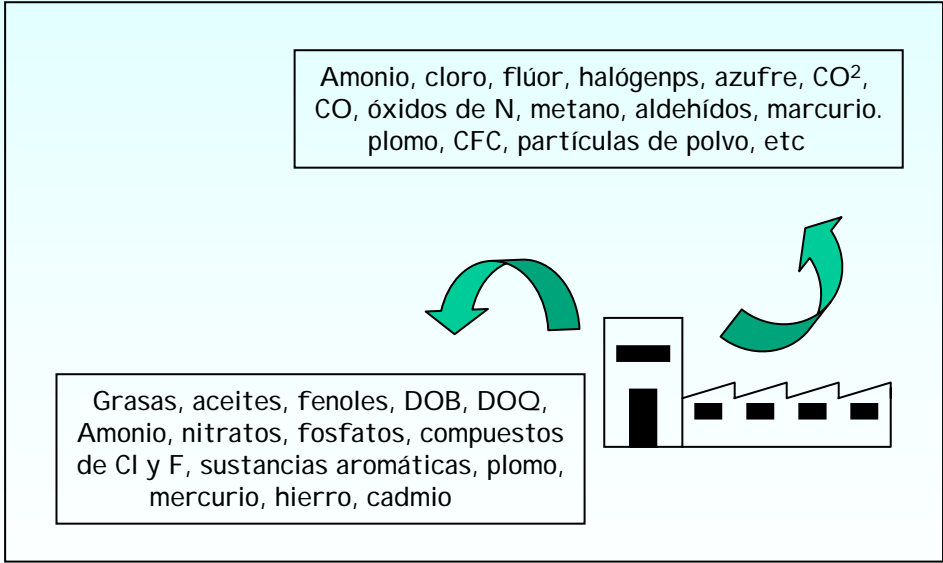 Amonio, cloro, flúor, halógenps, azufre, CO²,
CO, óxidos de N, metano, aldehídos, marcurio.
plomo, CFC, partículas de polvo, etc
Grasas, aceites, fenoles, DOB, DOQ,
Amonio, nitratos, fosfatos, compuestos
de Cl y F, sustancias aromáticas, plomo,
mercurio, hierro, cadmio